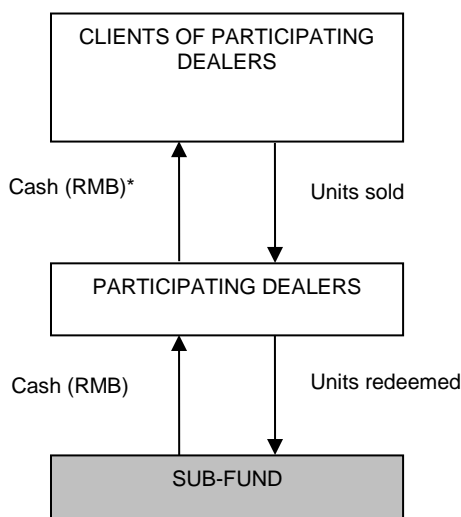 CLIENTS OF PARTICIPATING
DEALERS
Cash (RMB)*
Units sold
PARTICIPATING DEALERS
Cash (RMB)
Units redeemed
SUB-FUND